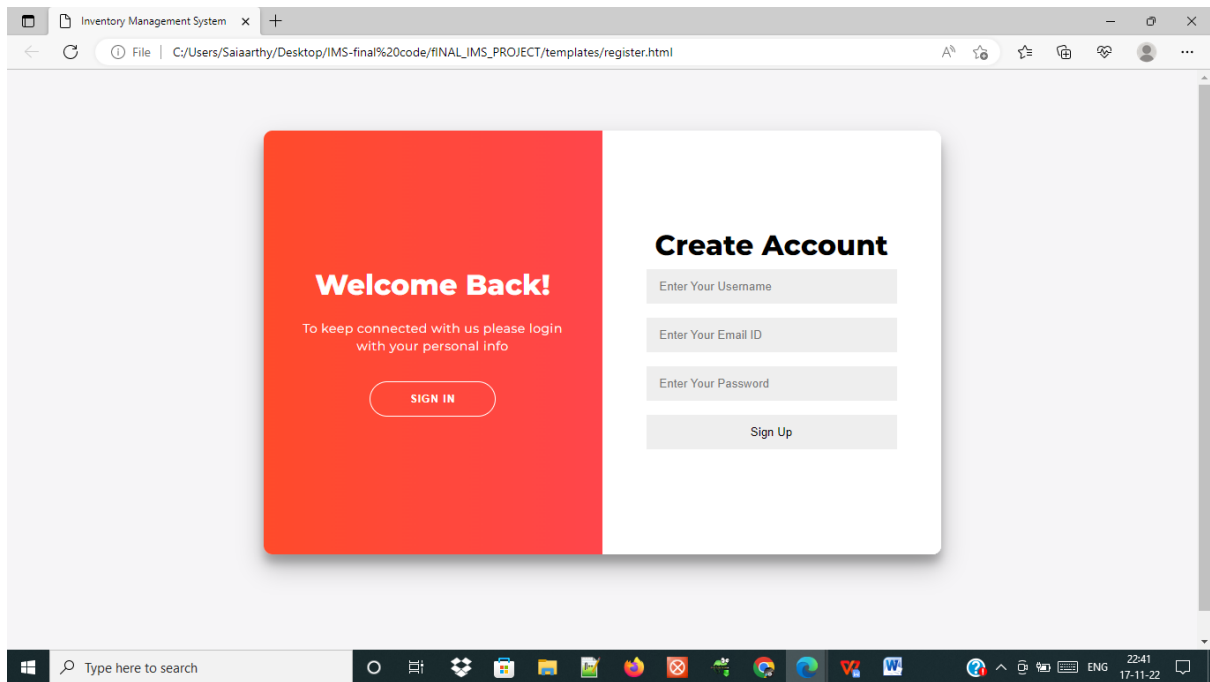 Inventory Management System
File
C:/Users/Saiaarthy/Desktop/IMS-final%20code/fINAL_IMS_PROJECT/templates/register.html
Welcome Back!
To keep connected with us please login
with your personal info
SIGN IN
Create Account
Enter Your Username
Enter Your Email ID
Enter Your Password
Sign Up
Type here to search
ENG
22:41
17-11-22